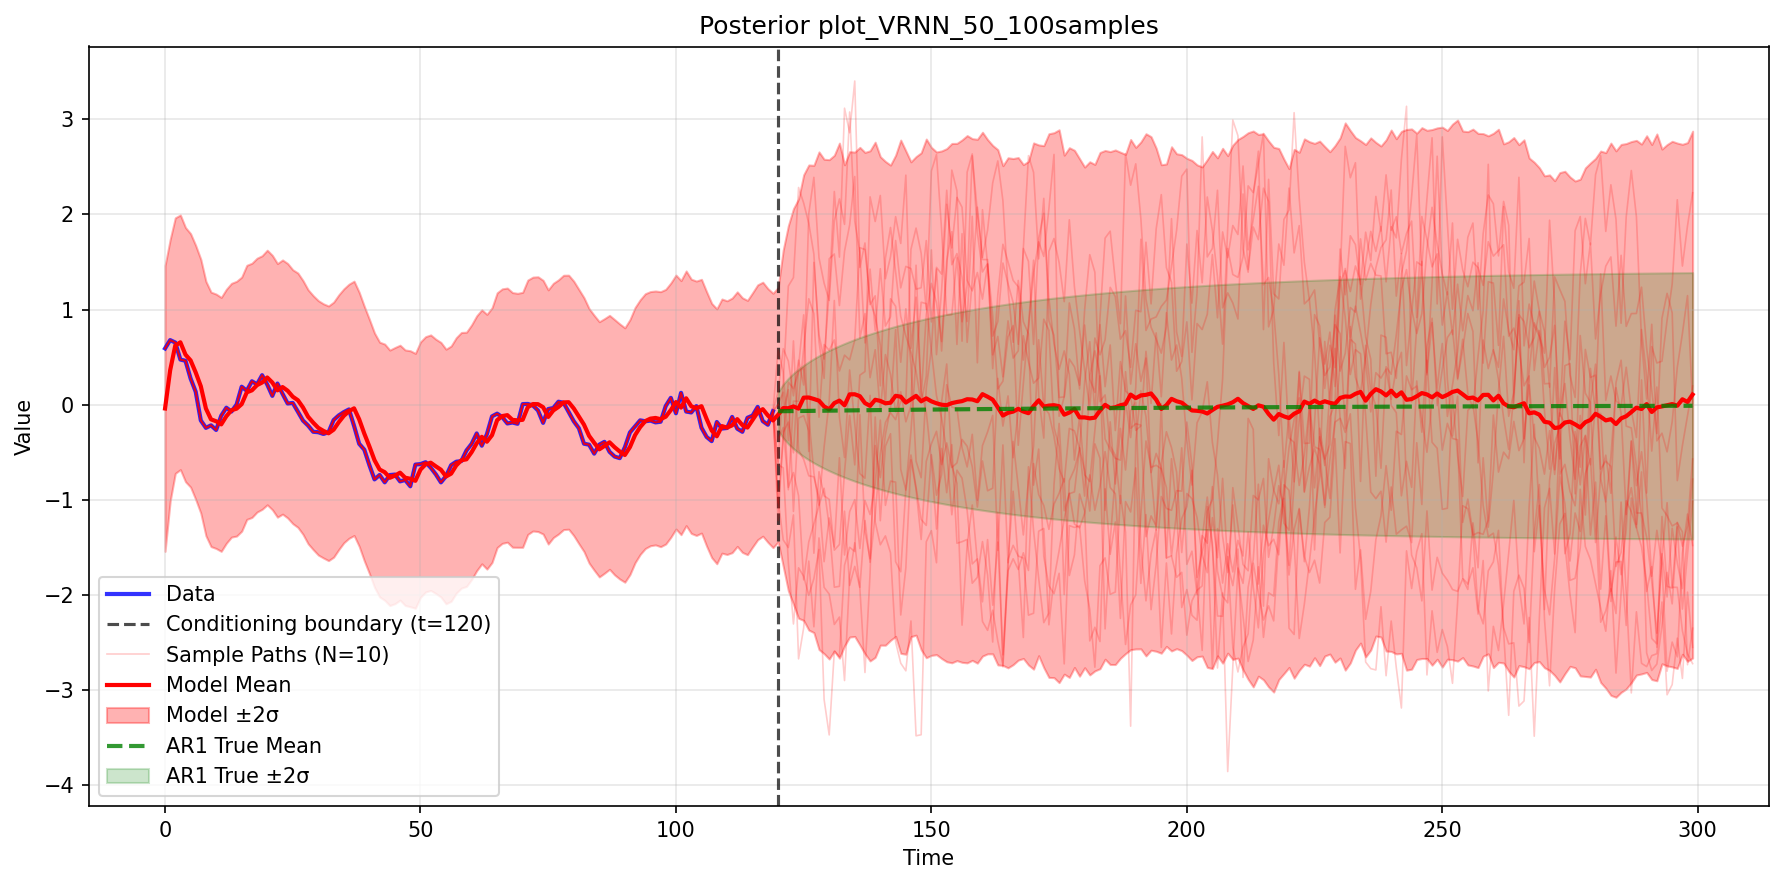 Posterior plot_VRNN_50_100samples
Value
3
2
1
0
−1
−2
−3
−4
Data
Conditioning boundary (t=120)
Sample Paths (N=10)
Model Mean
Model ±2σ
AR1 True Mean
AR1 True ±2σ
0 50 100 150 200 250 300
Time